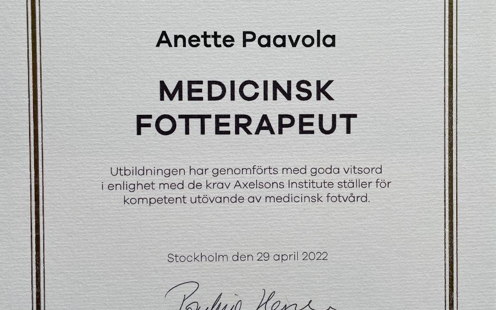 Anette Paavola
MEDICINSK
FOTTERAPEUT
Utbildningen har genomförts med goda vitsord
i enlighet med de krav Axelsons Institute ställer för
kompetent utövande av medicinsk fotvård.
Stockholm den 29 april 2022